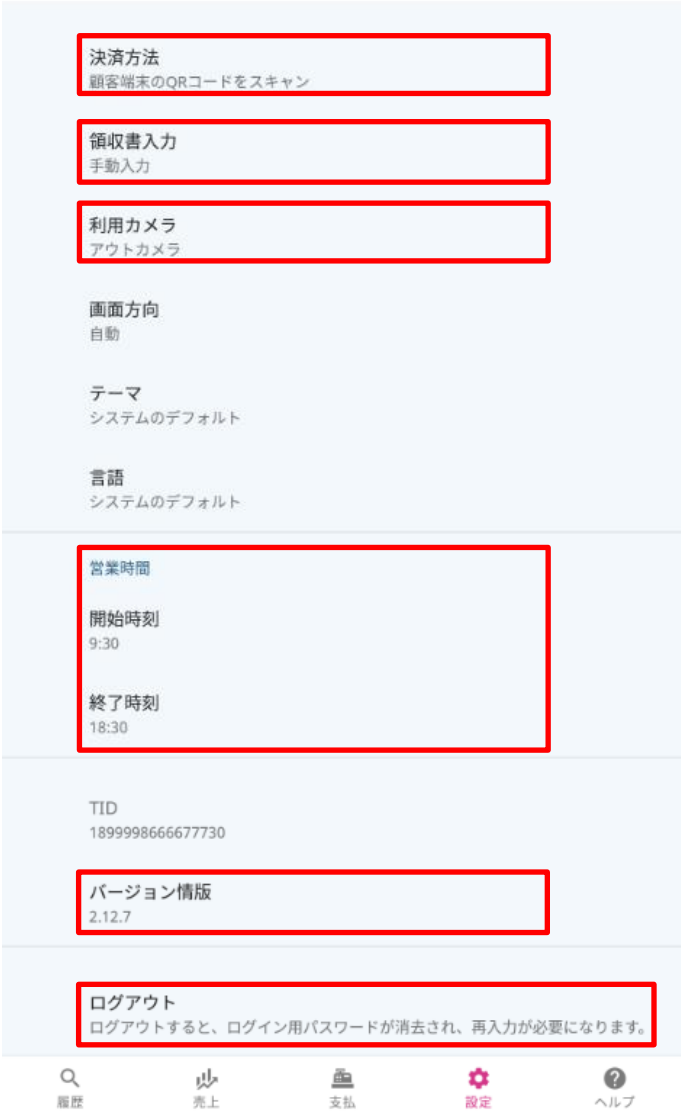 決済方法
顧客端末のQRコードをスキャン
領収書入力
手動入力
利用カメラ
アウトカメラ
画面方向
自動
テーマ
システムのデフォルト
言語
システムのデフォルト
営業時間
開始時刻
9:30
終了時刻
18:30
TID
1899998666677730
バージョン情版
2.12.7
ログアウト
ログアウトすると、ログイン用パスワードが消去され、再入力が必要になります。
履歴 売上 支払 設定 ヘルプ